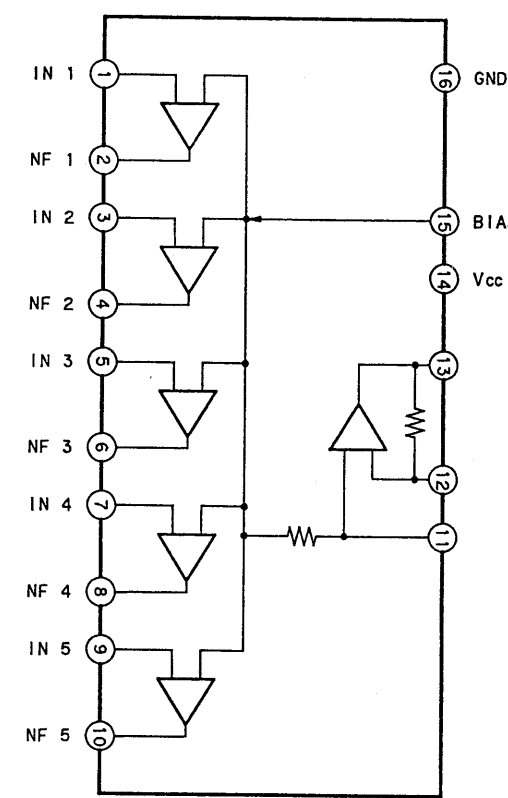 IN 1 1
16 GND
NF 1 2
IN 2 3
15 BIA
14 Vcc
NF 2 4
IN 3 5
13
NF 3 6
12
IN 4 7
11
NF 4 8
IN 5 9
NF 5 10